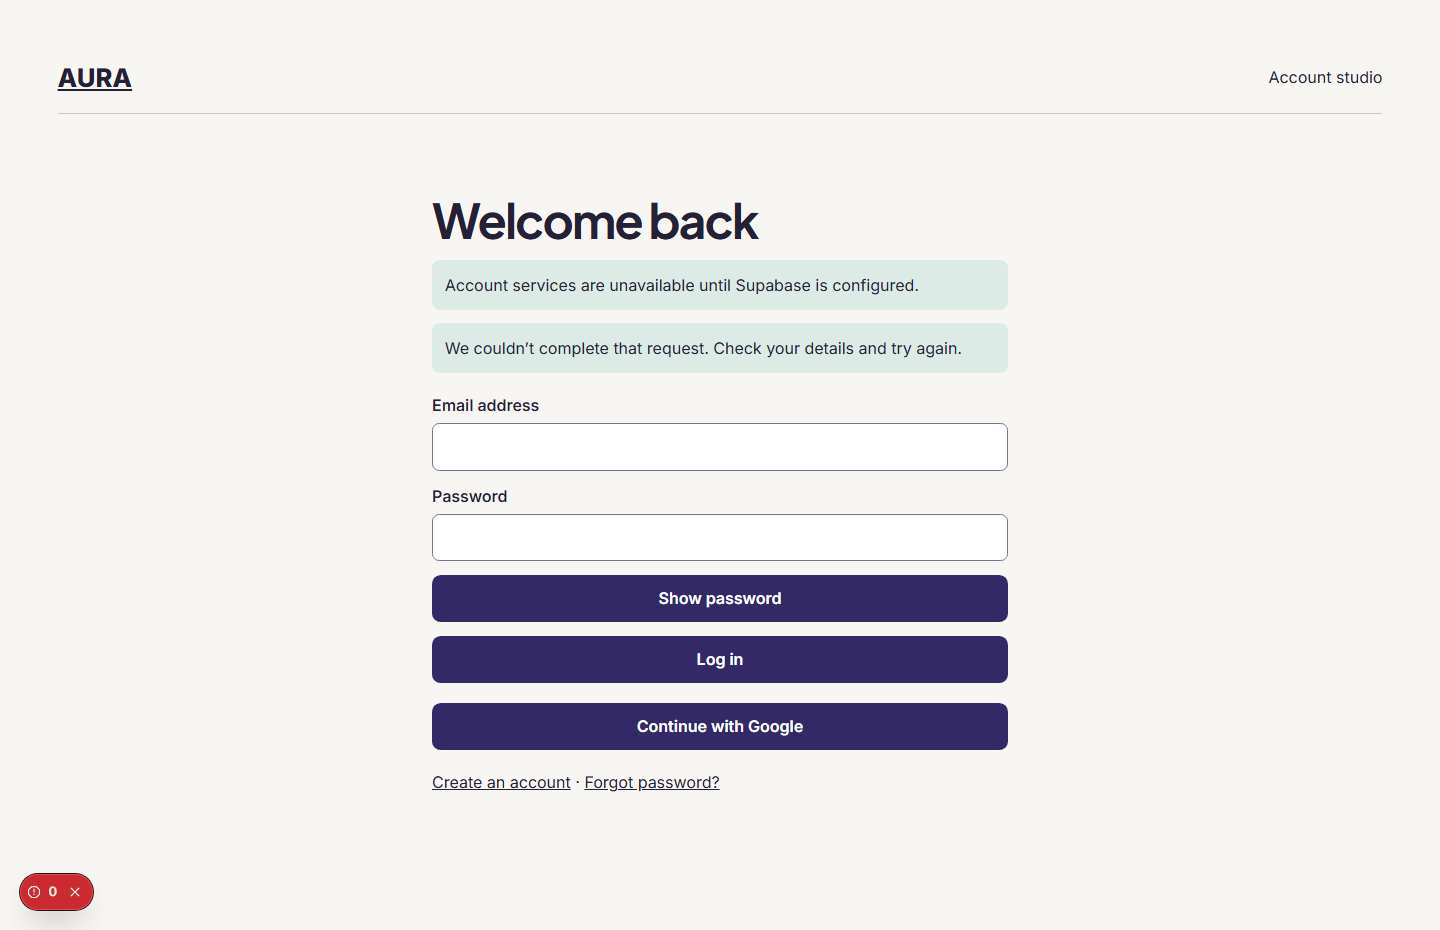 AURA
Account studio
Welcome back
Account services are unavailable until Supabase is configured.
We couldn’t complete that request. Check your details and try again.
Email address
Password
Show password
Log in
Continue with Google
Create an account · Forgot password?
0